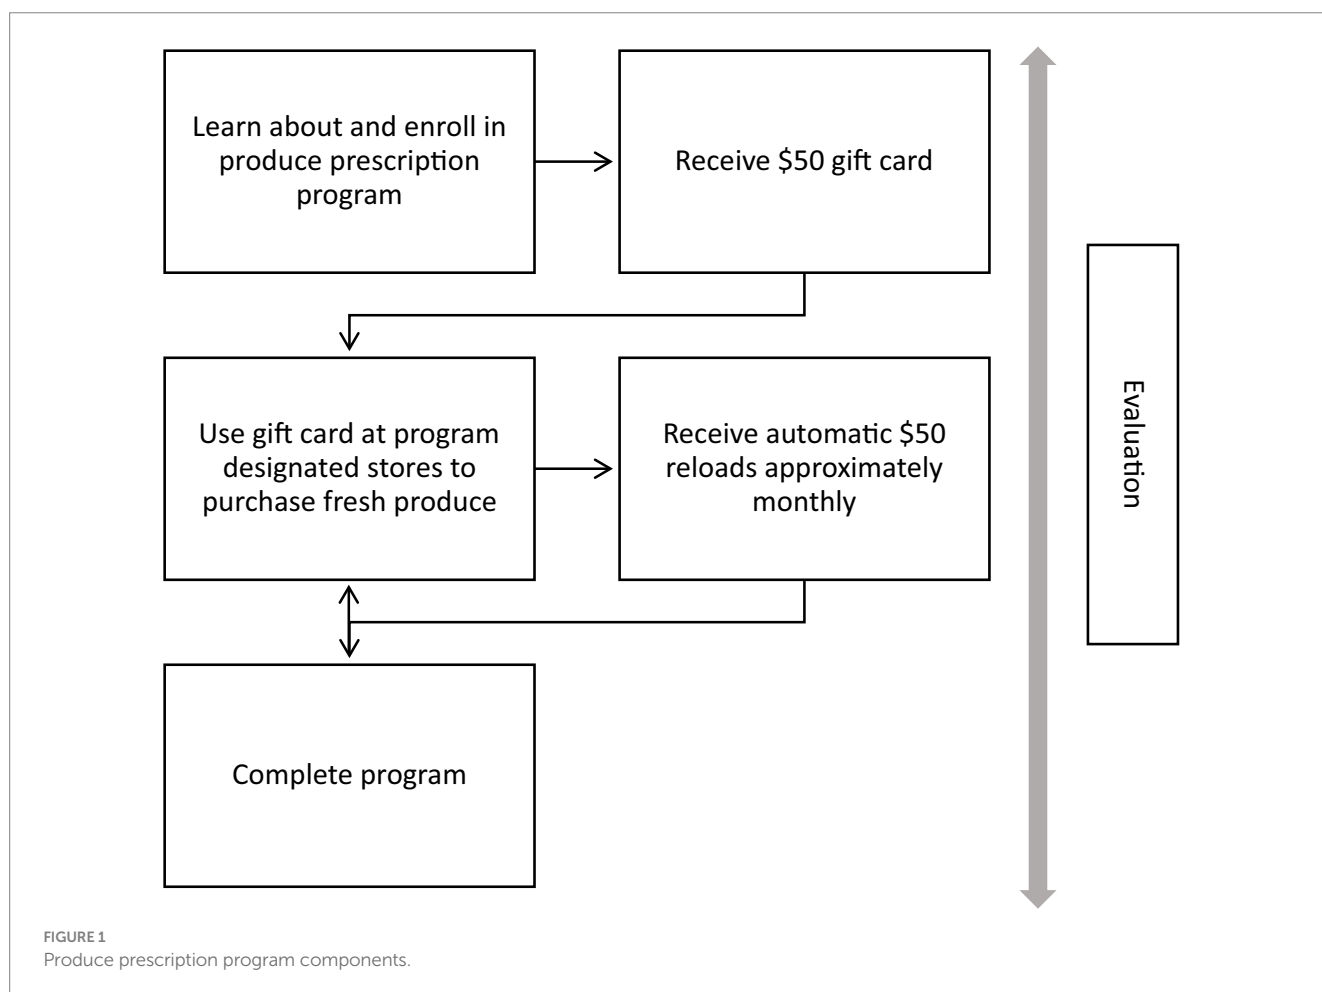 Learn about and enroll in
produce prescription
program
Receive $50 gift card
Use gift card at program
designated stores to
purchase fresh produce
Receive automatic $50
reloads approximately
monthly
Evaluation
Complete program
FIGURE 1
Produce prescription program components.